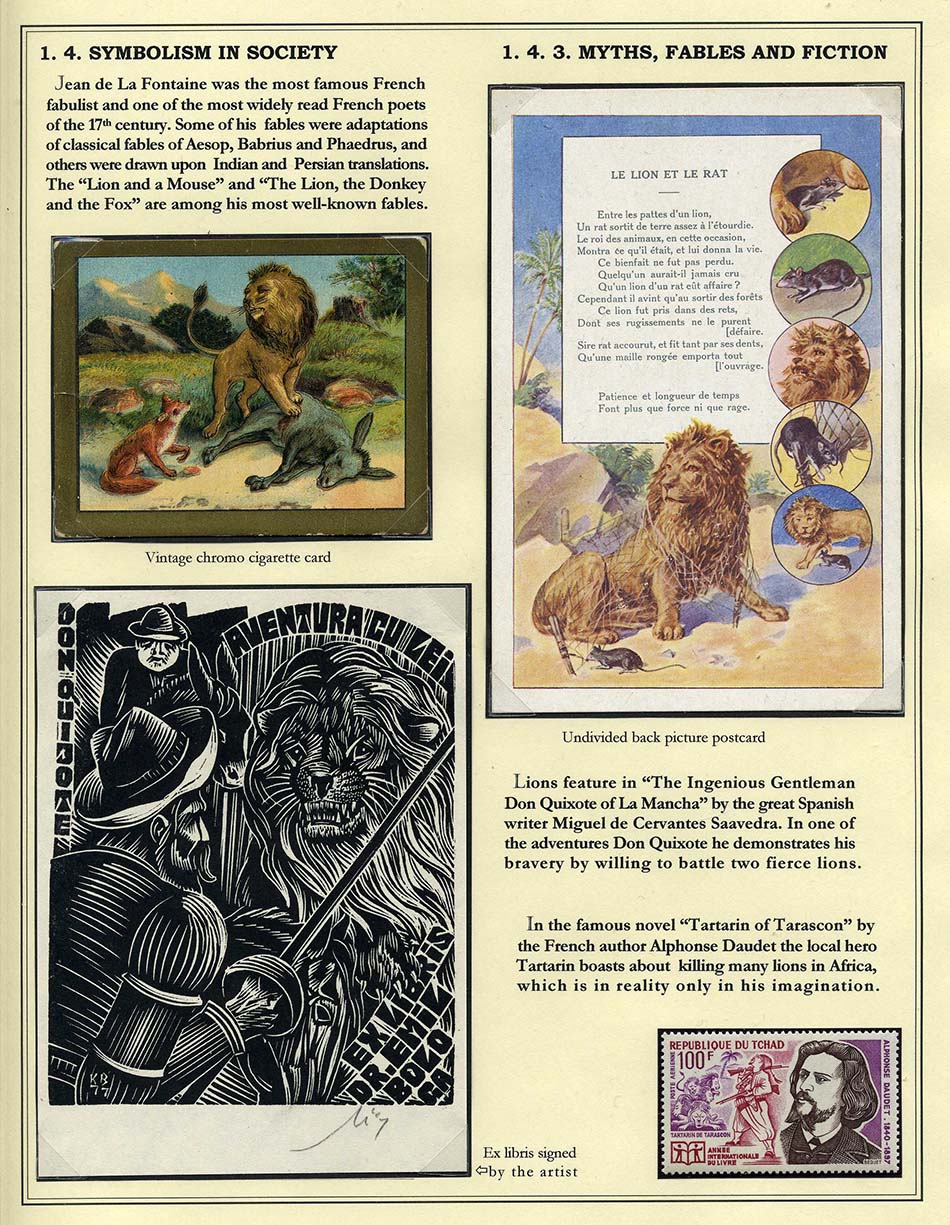 1. 4. SYMBOLISM IN SOCIETY
1. 4. 3. MYTHS, FABLES AND FICTION
Jean de La Fontaine was the most famous French
fabulist and one of the most widely read French poets
of the 17th century. Some of his fables were adaptations
of classical fables of Aesop, Babrius and Phaedrus, and
others were drawn upon Indian and Persian translations.
The “Lion and a Mouse” and “The Lion, the Donkey
and the Fox” are among his most well-known fables.
Vintage chromo cigarette card
LE LION ET LE RAT
Entre les pattes d'un lion,
Un rat sortit de terre assez à l'étourdie.
Le roi des animaux, en cette occasion,
Montra ce qu'il était, et lui donna la vie.
Ce bienfait ne fut pas perdu.
Quelqu'un aurait-il jamais cru
Qu'un lion d'un rat eût affaire ?
Cependant il avint qu'au sortir des forêts
Ce lion fut pris dans des rets,
Dont ses rugissements ne le purent
[défaire.
Sire rat accourut, et fit tant par ses dents,
Qu'une maille rongée emporta tout
[l'ouvrage.
Patience et longueur de temps
Font plus que force ni que rage.
Undivided back picture postcard
DON QUIJOKE
AVENTURA CU LEI
EX LIBRIS
DR. EMIL
BOLO
CA
KB
77
Ex libris signed
⇦by the artist
Lions feature in “The Ingenious Gentleman
Don Quixote of La Mancha” by the great Spanish
writer Miguel de Cervantes Saavedra. In one of
the adventures Don Quixote he demonstrates his
bravery by willing to battle two fierce lions.
In the famous novel “Tartarin of Tarascon” by
the French author Alphonse Daudet the local hero
Tartarin boasts about killing many lions in Africa,
which is in reality only in his imagination.
REPUBLIQUE DU TCHAD
100F
POSTE AERIENNE
TARTARIN DE TARASCON
ANNEE
INTERNATIONALE
DU LIVRE
ALPHONSE DAUDET . 1840-1897
BEQUET